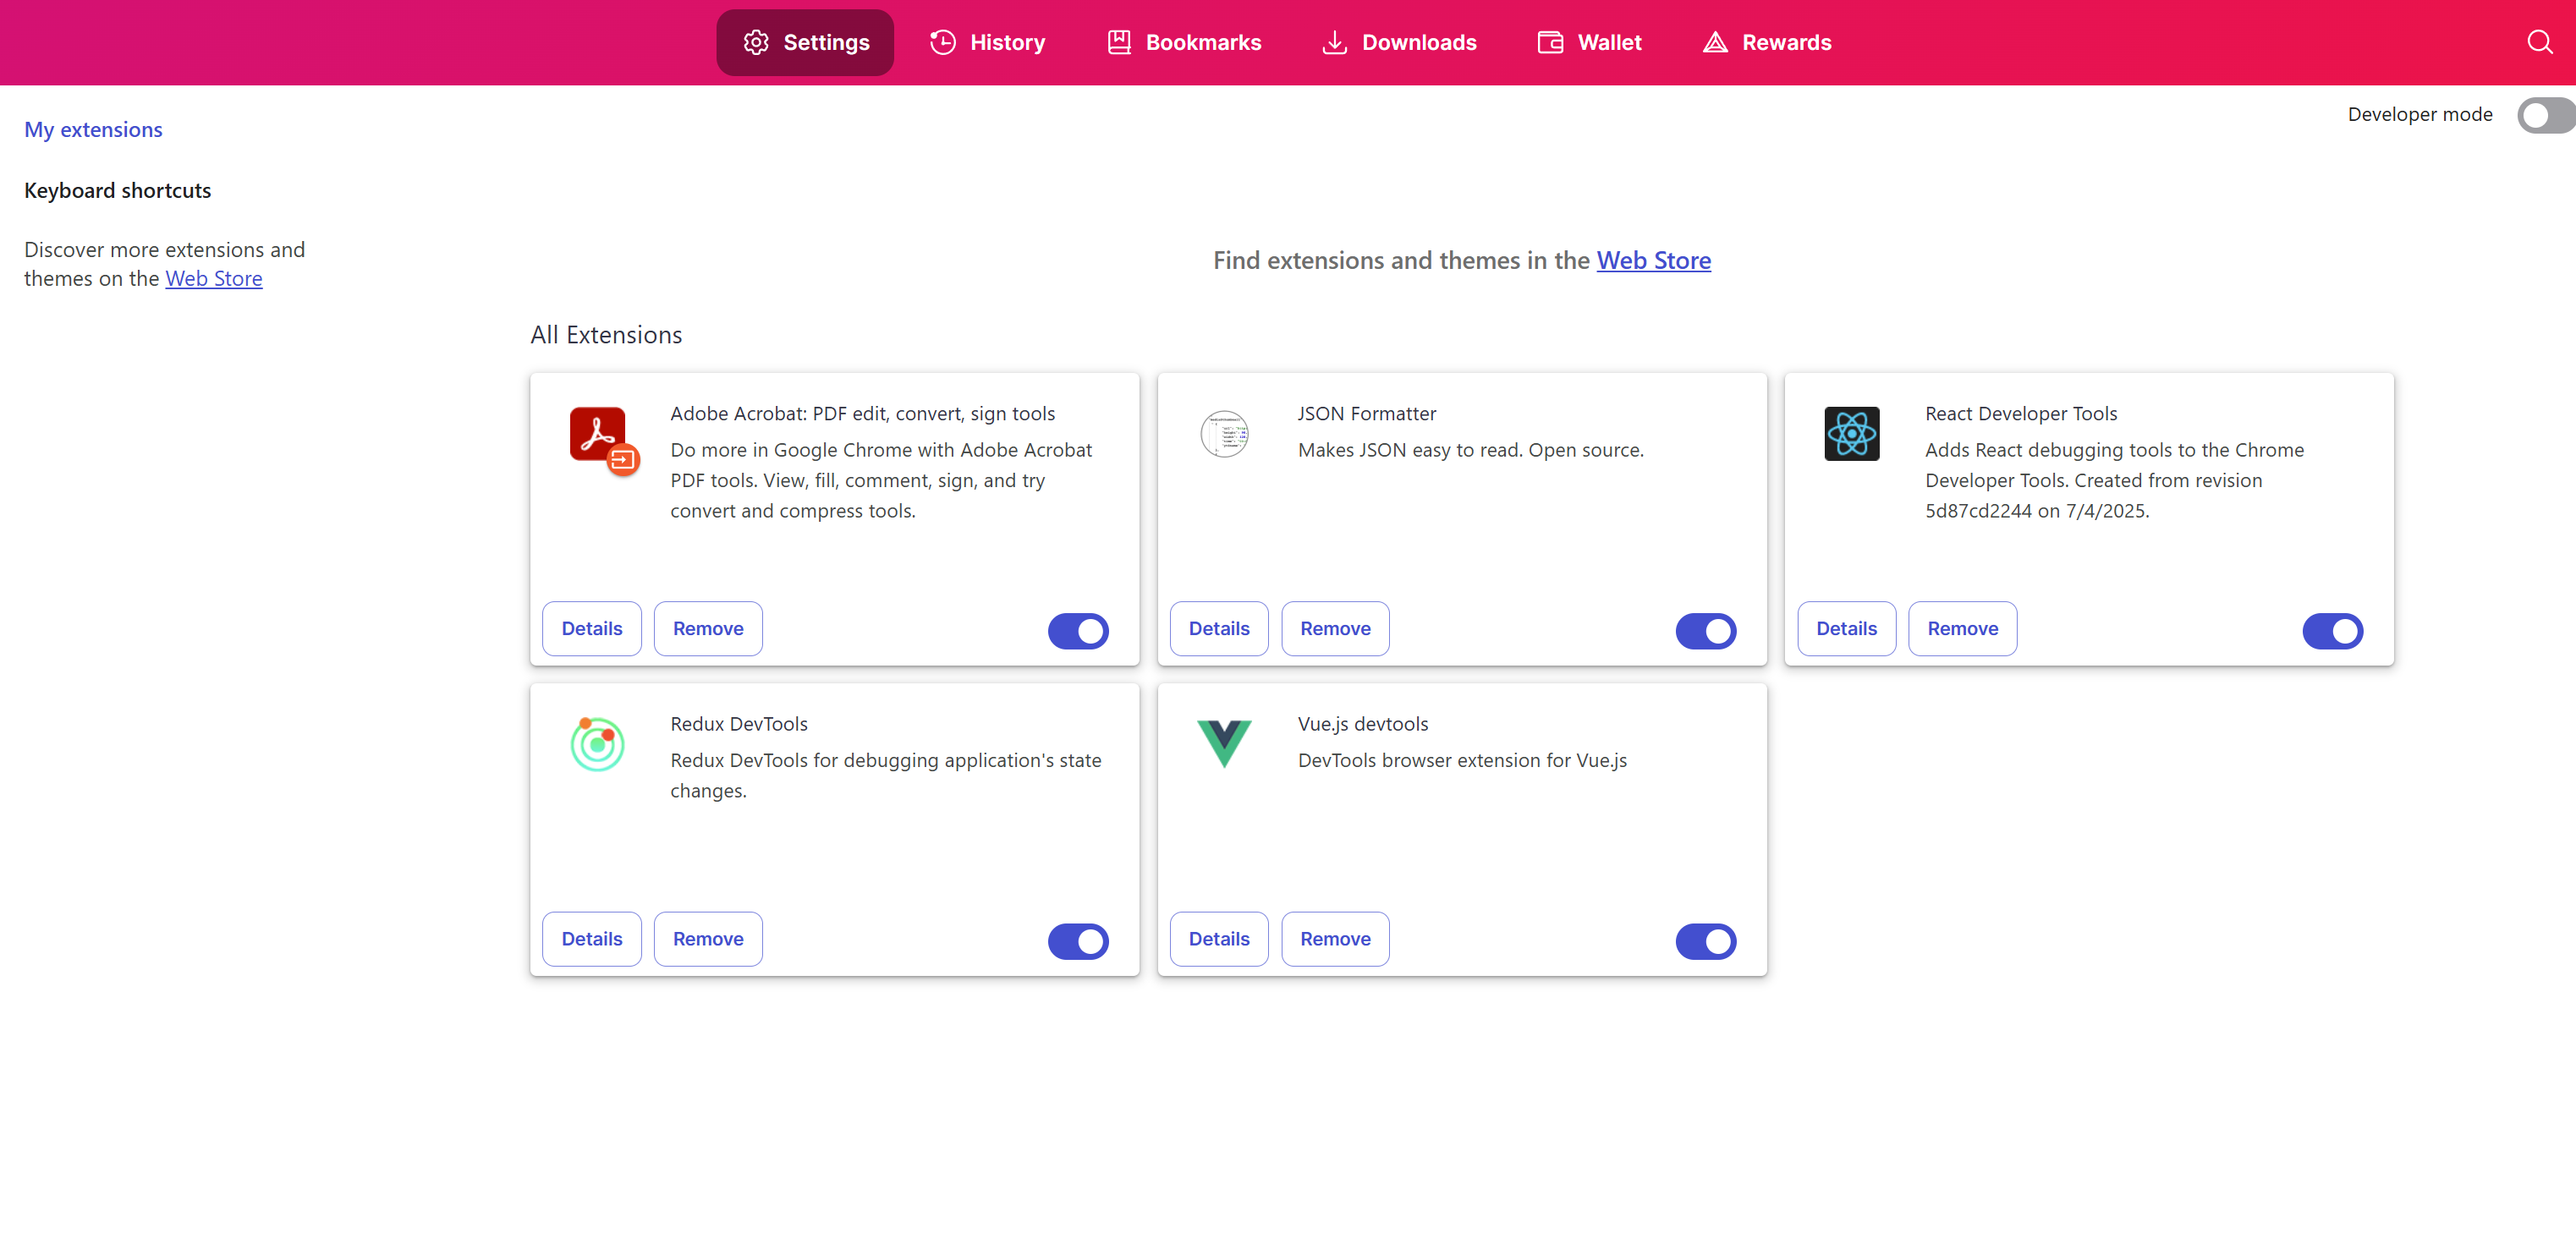 Settings
History
Bookmarks
Downloads
Wallet
Rewards
My extensions
Developer mode
Keyboard shortcuts
Discover more extensions and
themes on the Web Store
Find extensions and themes in the Web Store
All Extensions
Adobe Acrobat: PDF edit, convert, sign tools
Do more in Google Chrome with Adobe Acrobat
PDF tools. View, fill, comment, sign, and try
convert and compress tools.
Details
Remove
JSON Formatter
Makes JSON easy to read. Open source.
Details
Remove
React Developer Tools
Adds React debugging tools to the Chrome
Developer Tools. Created from revision
5d87cd2244 on 7/4/2025.
Details
Remove
Redux DevTools
Redux DevTools for debugging application's state
changes.
Details
Remove
Vue.js devtools
DevTools browser extension for Vue.js
Details
Remove